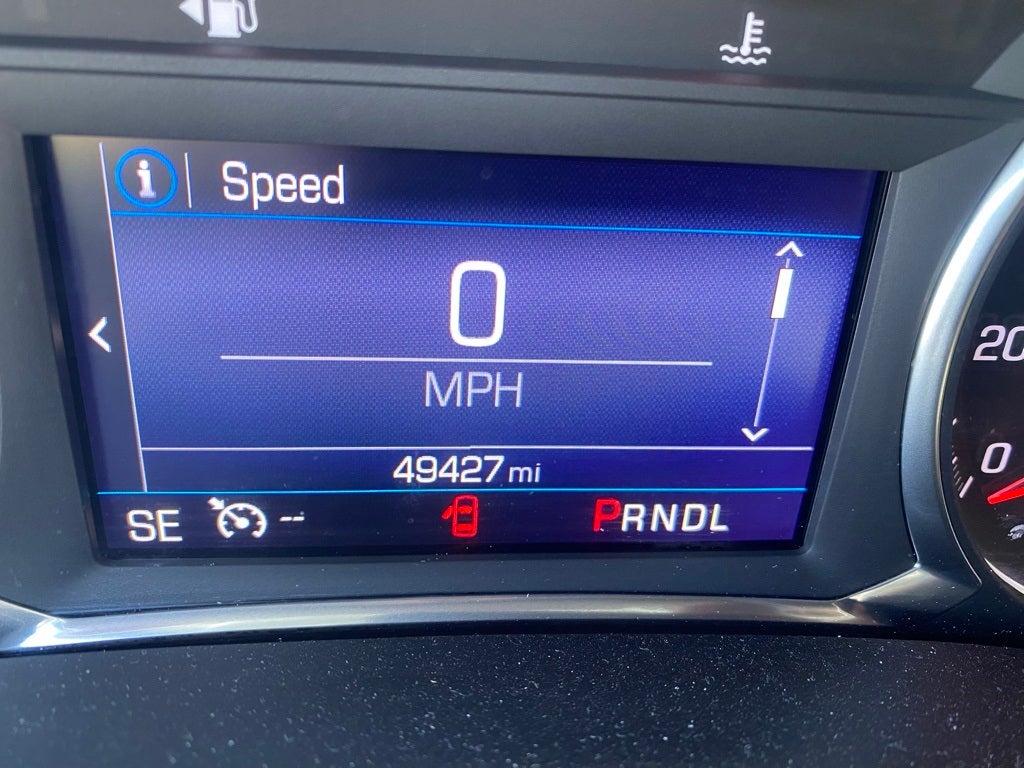 Speed
0
MPH
49427 mi
SE -- PRNDL
20
0